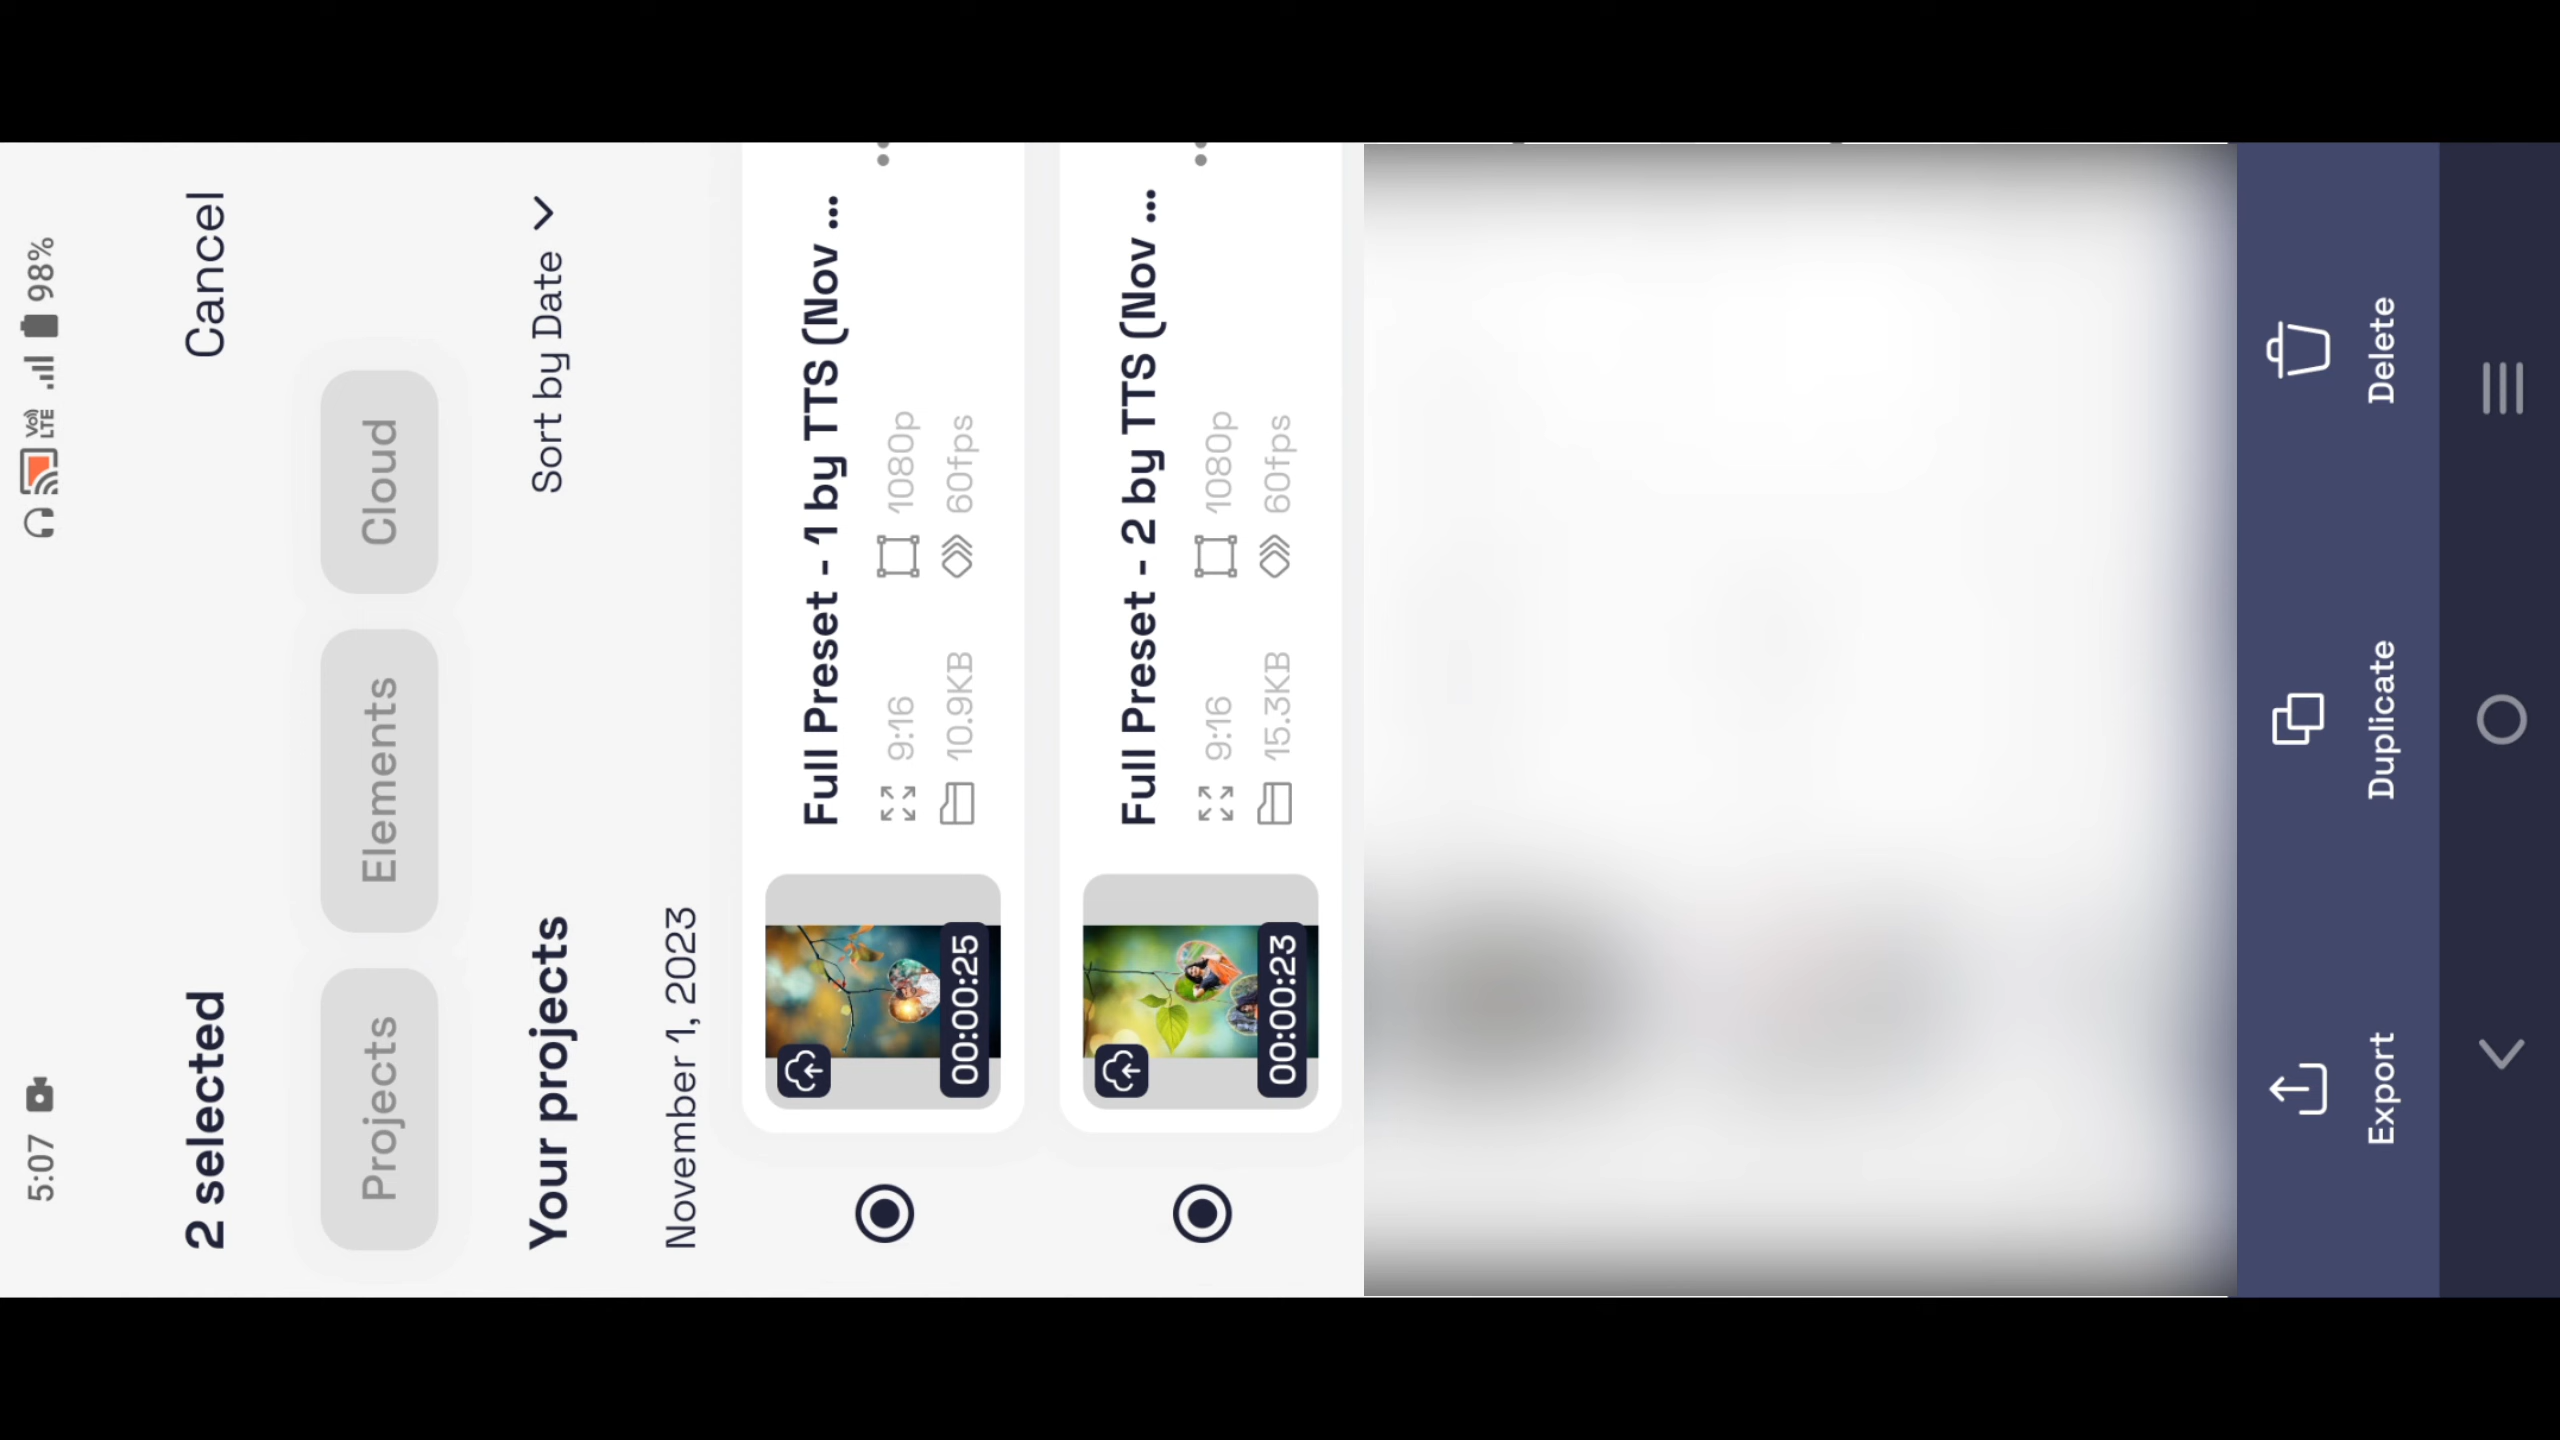 5:07 Vo) LTE 98%
2 selected Cancel
Projects Elements Cloud
Your projects Sort by Date
November 1, 2023
Full Preset - 1 by TTS (Nov ...
9:16 1080p
10.9KB 60fps
00:00:25
Full Preset - 2 by TTS (Nov ...
9:16 1080p
15.3KB 60fps
00:00:23
Export Duplicate Delete